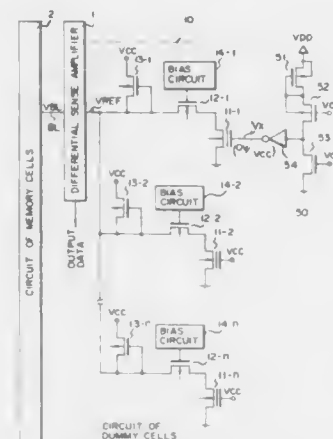 2
1
10
CIRCUIT OF MEMORY CELLS
DIFFERENTIAL SENSE AMPLIFIER
OUTPUT DATA
VREF
VCC
13-1
14-1
BIAS CIRCUIT
12-1
11-1
VX
VCC)
VDD
51
52
53
54
50
VCC
13-2
14-2
BIAS CIRCUIT
12-2
11-2
VCC
VCC
13-n
14-n
BIAS CIRCUIT
12-n
11-n
VCC
CIRCUIT OF
DUMMY CELLS